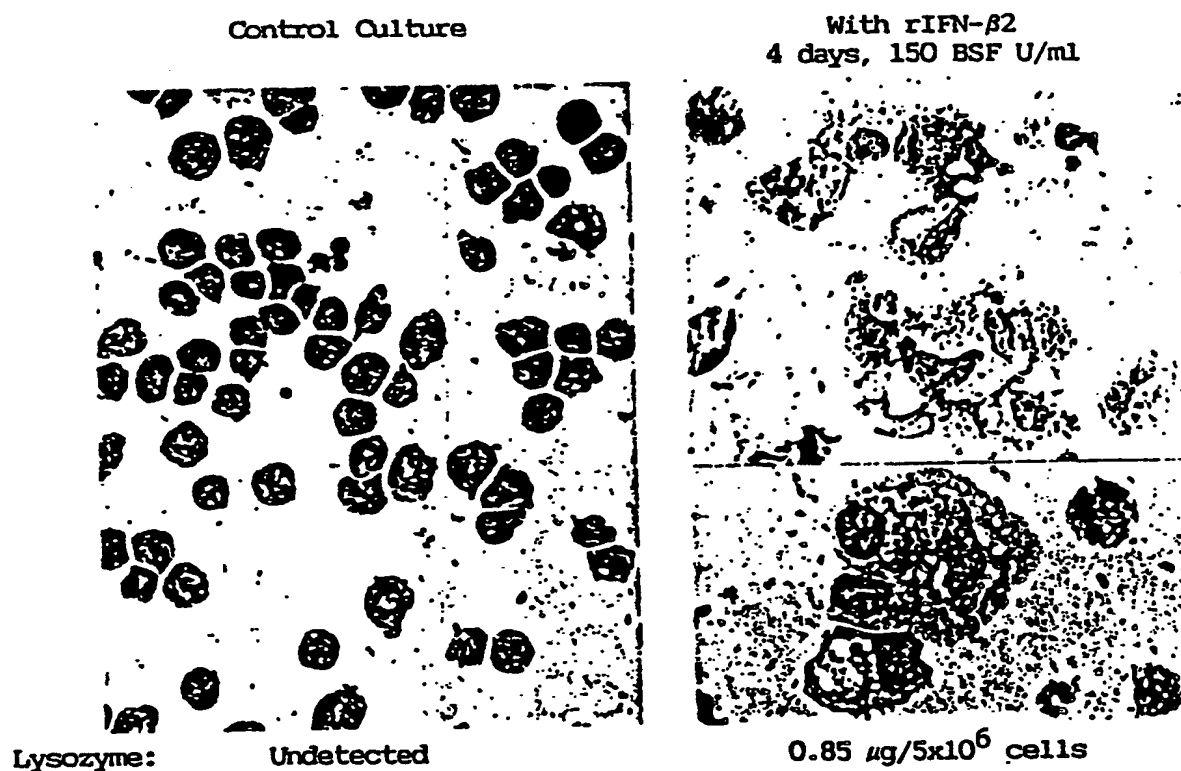 Control Culture
With rIFN-β2
4 days, 150 BSF U/ml
Lysozyme: Undetected
0.85 μg/5x10⁶ cells